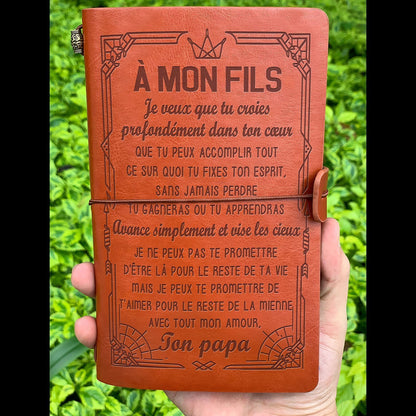 À MON FILS
Je veux que tu croies
profondément dans ton cœur
QUE TU PEUX ACCOMPLIR TOUT
CE SUR QUOI TU FIXES TON ESPRIT,
SANS JAMAIS PERDRE
TU GAGNERAS OU TU APPRENDRAS
Avance simplement et vise les cieux
JE NE PEUX PAS TE PROMETTRE
D'ÊTRE LÀ POUR LE RESTE DE TA VIE
MAIS JE PEUX TE PROMETTRE DE
T'AIMER POUR LE RESTE DE LA MIENNE
AVEC TOUT MON AMOUR,
Ton papa